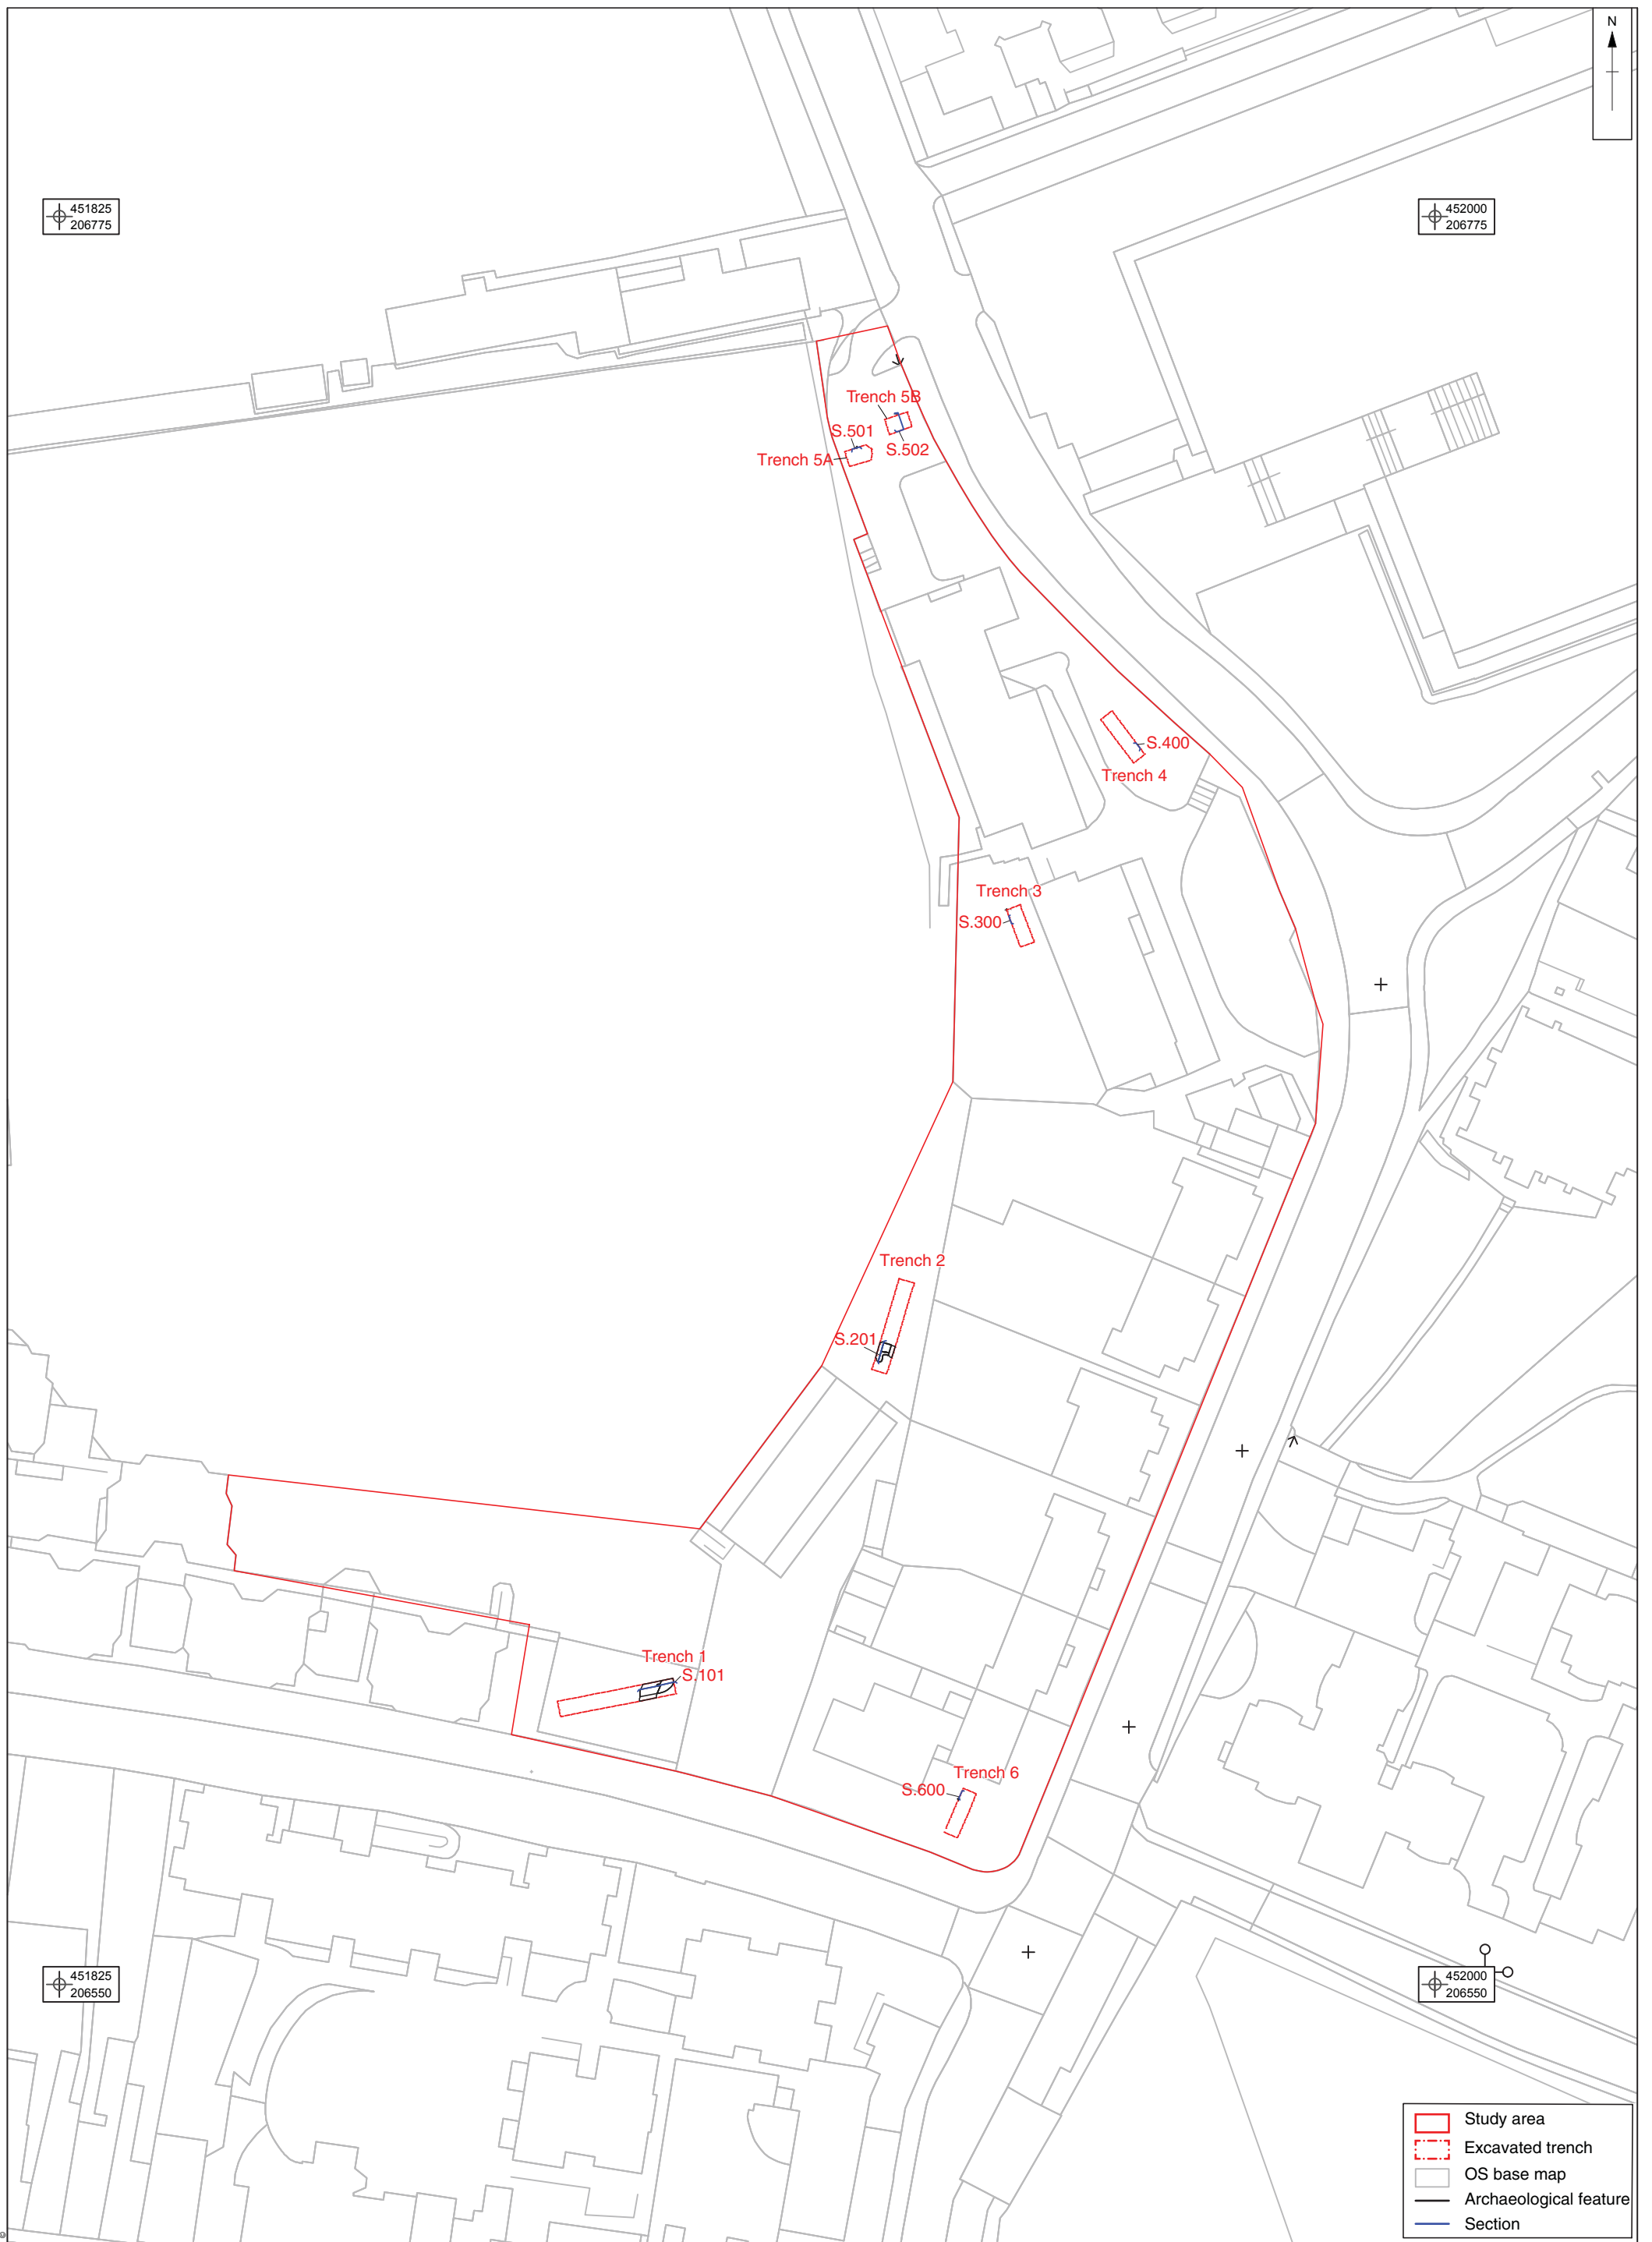 N
451825
206775
452000
206775
Trench 5B
S.501
S.502
Trench 5A
S.400
Trench 4
Trench 3
S.300
Trench 2
S.201
Trench 1
S.101
Trench 6
S.600
451825
206550
452000
206550
Study area
Excavated trench
OS base map
Archaeological feature
Section